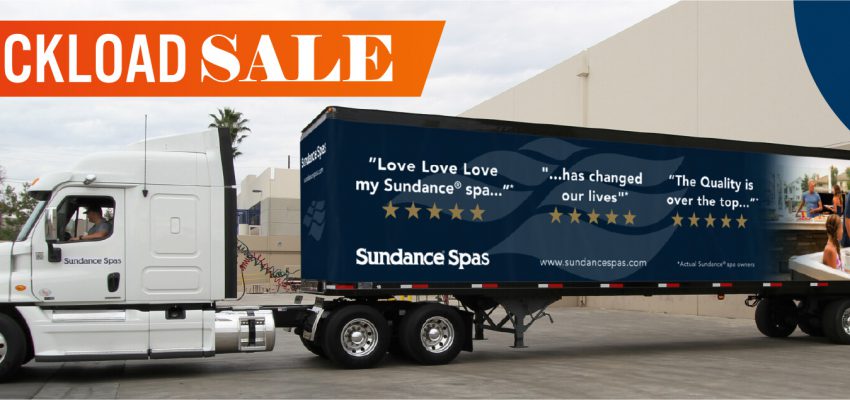 CKLOAD SALE
Sundance Spas
"Love Love Love
my Sundance® spa..."*
"...has changed
our lives"*
"The Quality is
over the top..."*
Sundance Spas
www.sundancespas.com
*Actual Sundance® spa owners
Sundance Spas